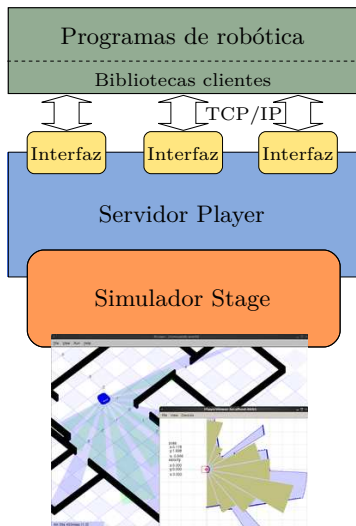 Programas de robótica
Bibliotecas clientes
TCP/IP
Interfaz
Interfaz
Interfaz
Servidor Player
Simulador Stage